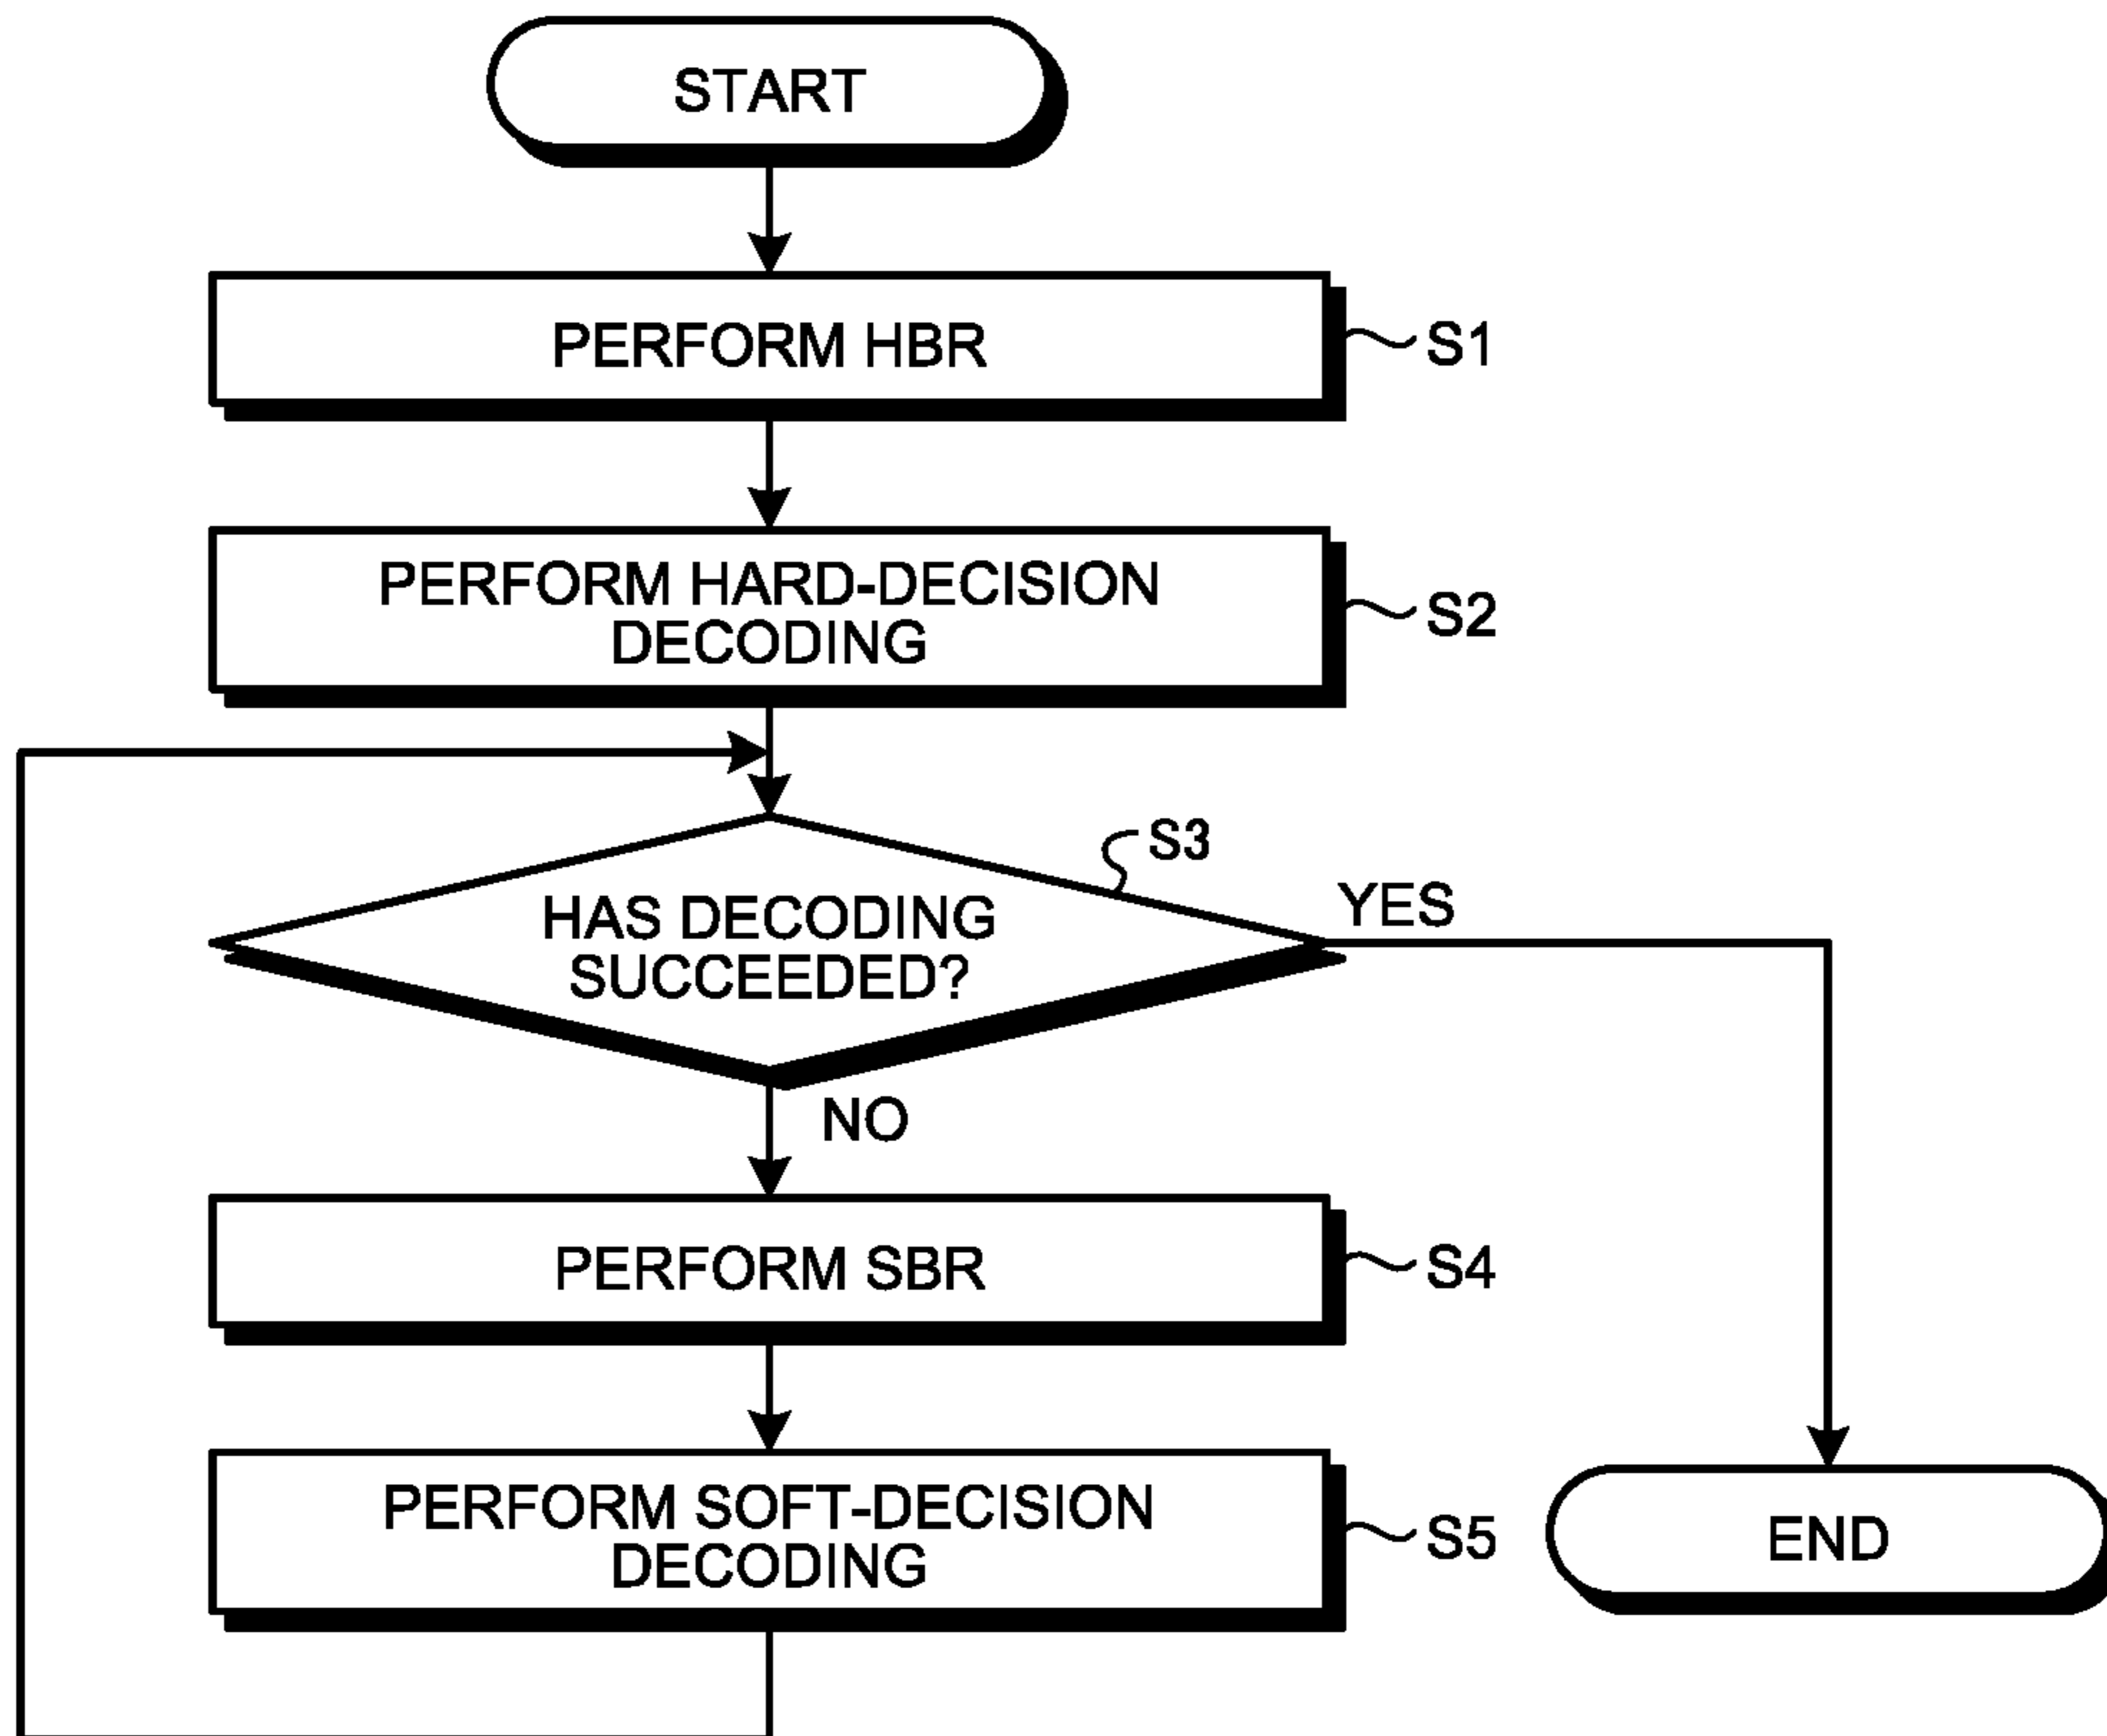 START
PERFORM HBR
S1
PERFORM HARD-DECISION
DECODING
S2
S3
HAS DECODING
SUCCEEDED?
YES
NO
PERFORM SBR
S4
PERFORM SOFT-DECISION
DECODING
S5
END